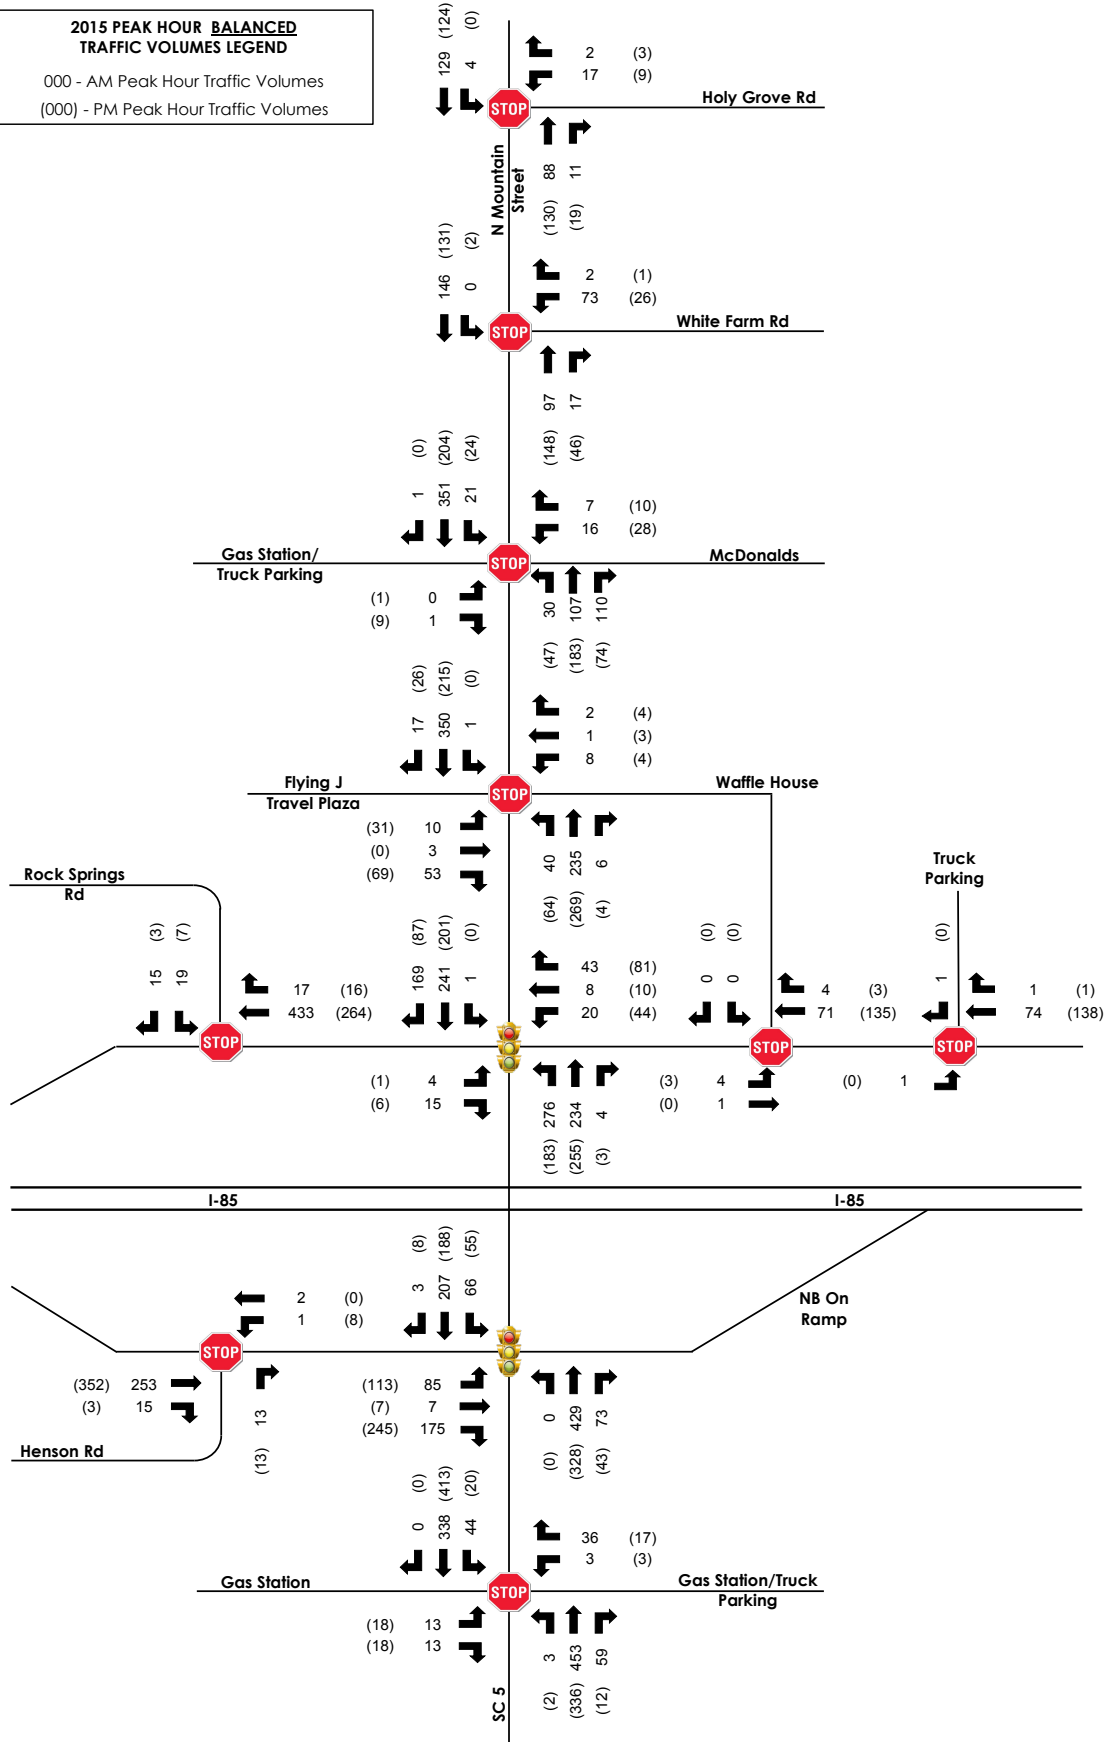 2015 PEAK HOUR BALANCED
TRAFFIC VOLUMES LEGEND
000 - AM Peak Hour Traffic Volumes
(000) - PM Peak Hour Traffic Volumes
129 (124)
4 (0)
2 (3)
17 (9)
STOP
Holy Grove Rd
(130) 88
(19) 11
N Mountain
Street
146 (131)
0 (2)
2 (1)
73 (26)
STOP
White Farm Rd
(148) 97
(46) 17
1 (0)
351 (204)
21 (24)
7 (10)
16 (28)
Gas Station/
Truck Parking
STOP
McDonalds
(1) 0
(9) 1
(47) 30
(183) 107
(74) 110
17 (26)
350 (215)
1 (0)
2 (4)
1 (3)
8 (4)
Flying J
Travel Plaza
STOP
Waffle House
(31) 10
(0) 3
(69) 53
(64) 40
(269) 235
(4) 6
Rock Springs
Rd
Truck
Parking
15 (3)
19 (7)
17 (16)
433 (264)
STOP
169 (87)
241 (201)
1 (0)
43 (81)
8 (10)
20 (44)
(1) 4
(6) 15
(183) 276
(255) 234
(3) 4
0 (0)
0 (0)
4 (3)
71 (135)
STOP
(3) 4
(0) 1
1 (0)
1 (1)
74 (138)
STOP
(0) 1
I-85
I-85
3 (8)
207 (188)
66 (55)
NB On
Ramp
2 (0)
1 (8)
STOP
(352) 253
(3) 15
(13) 13
Henson Rd
(113) 85
(7) 7
(245) 175
(0) 0
(328) 429
(43) 73
0 (0)
338 (413)
44 (20)
36 (17)
3 (3)
Gas Station
STOP
Gas Station/Truck
Parking
(18) 13
(18) 13
(2) 3
(336) 453
(12) 59
SC 5